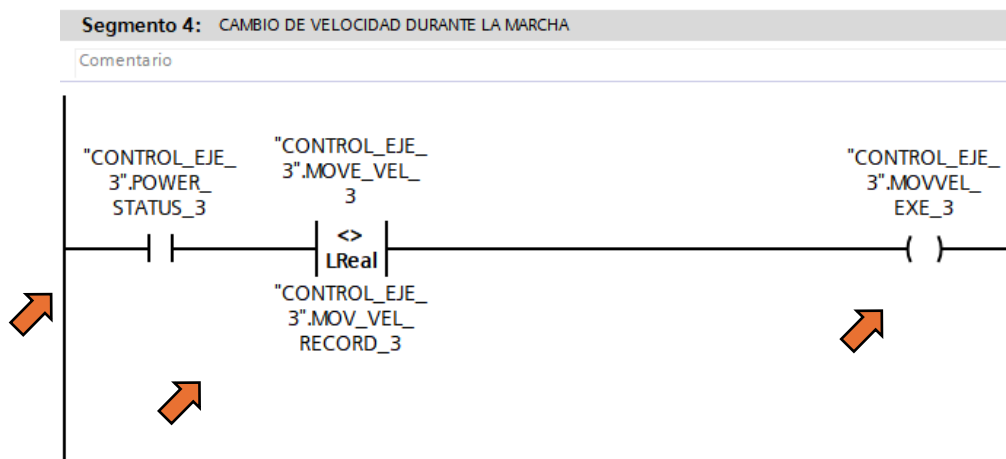 Segmento 4: CAMBIO DE VELOCIDAD DURANTE LA MARCHA
Comentario
"CONTROL_EJE_
3".POWER_
STATUS_3
"CONTROL_EJE_
3".MOVE_VEL_
3
<>
LReal
"CONTROL_EJE_
3".MOV_VEL_
RECORD_3
"CONTROL_EJE_
3".MOVVEL_
EXE_3